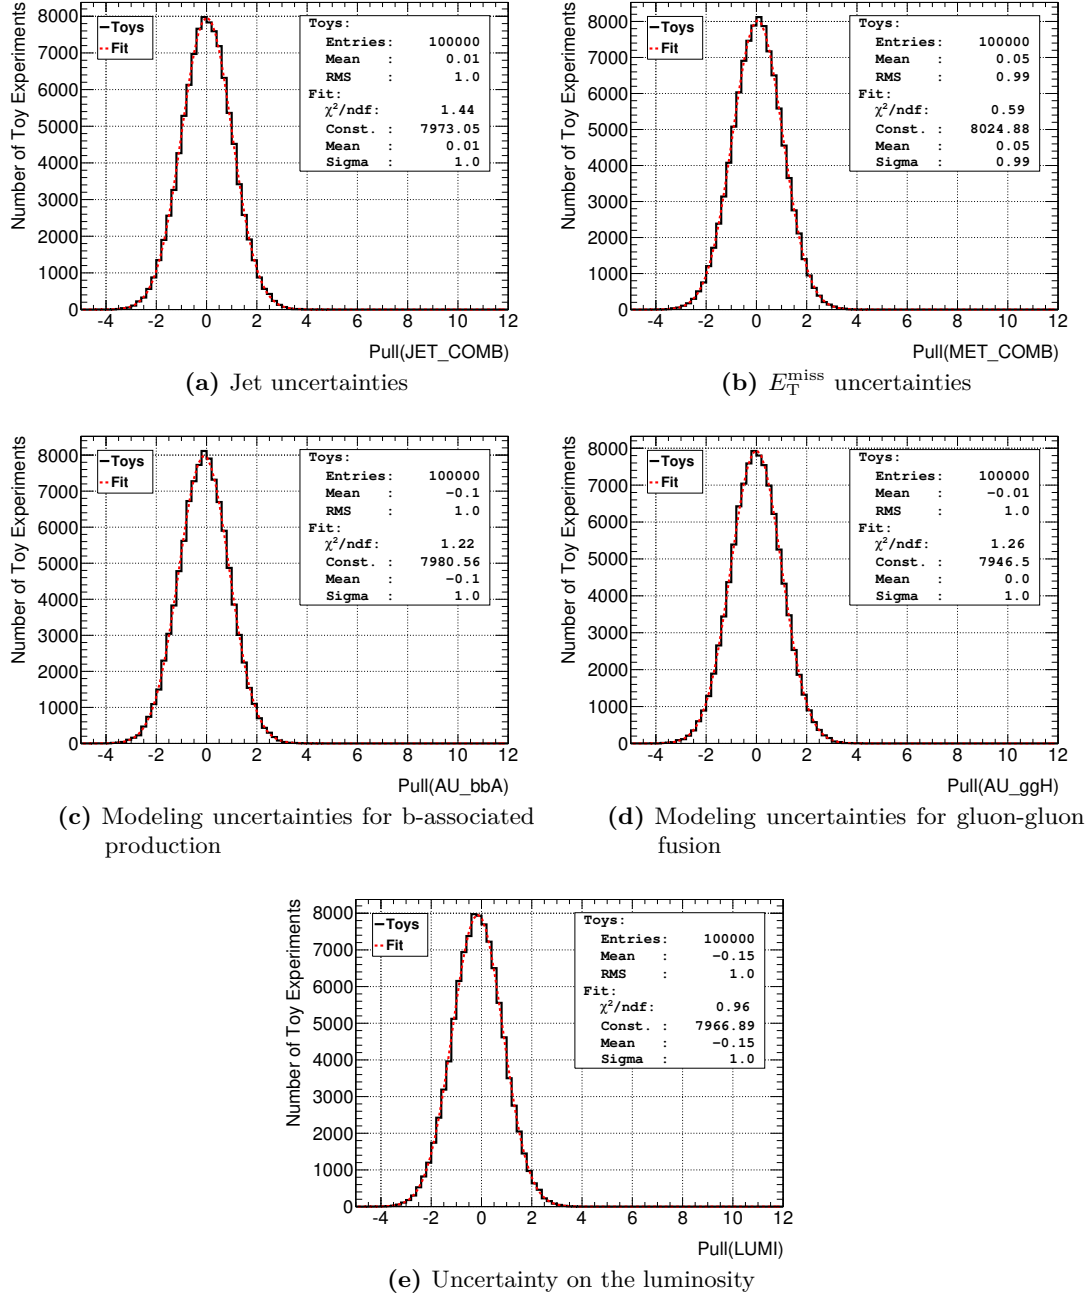 Number of Toy Experiments
8000
7000
6000
5000
4000
3000
2000
1000
0
-4 -2 0 2 4 6 8 10 12
Toys
Fit
Toys:
Entries: 100000
Mean : 0.01
RMS : 1.0
Fit:
χ²/ndf: 1.44
Const. : 7973.05
Mean : 0.01
Sigma : 1.0
Pull(JET_COMB)
(a) Jet uncertainties
Number of Toy Experiments
8000
7000
6000
5000
4000
3000
2000
1000
0
-4 -2 0 2 4 6 8 10 12
Toys
Fit
Toys:
Entries: 100000
Mean : 0.05
RMS : 0.99
Fit:
χ²/ndf: 0.59
Const. : 8024.88
Mean : 0.05
Sigma : 0.99
Pull(MET_COMB)
(b) E_T^miss uncertainties
Number of Toy Experiments
8000
7000
6000
5000
4000
3000
2000
1000
0
-4 -2 0 2 4 6 8 10 12
Toys
Fit
Toys:
Entries: 100000
Mean : -0.1
RMS : 1.0
Fit:
χ²/ndf: 1.22
Const. : 7980.56
Mean : -0.1
Sigma : 1.0
Pull(AU_bbA)
(c) Modeling uncertainties for b-associated
production
Number of Toy Experiments
8000
7000
6000
5000
4000
3000
2000
1000
0
-4 -2 0 2 4 6 8 10 12
Toys
Fit
Toys:
Entries: 100000
Mean : -0.01
RMS : 1.0
Fit:
χ²/ndf: 1.26
Const. : 7946.5
Mean : 0.0
Sigma : 1.0
Pull(AU_ggH)
(d) Modeling uncertainties for gluon-gluon
fusion
Number of Toy Experiments
8000
7000
6000
5000
4000
3000
2000
1000
0
-4 -2 0 2 4 6 8 10 12
Toys
Fit
Toys:
Entries: 100000
Mean : -0.15
RMS : 1.0
Fit:
χ²/ndf: 0.96
Const. : 7966.89
Mean : -0.15
Sigma : 1.0
Pull(LUMI)
(e) Uncertainty on the luminosity